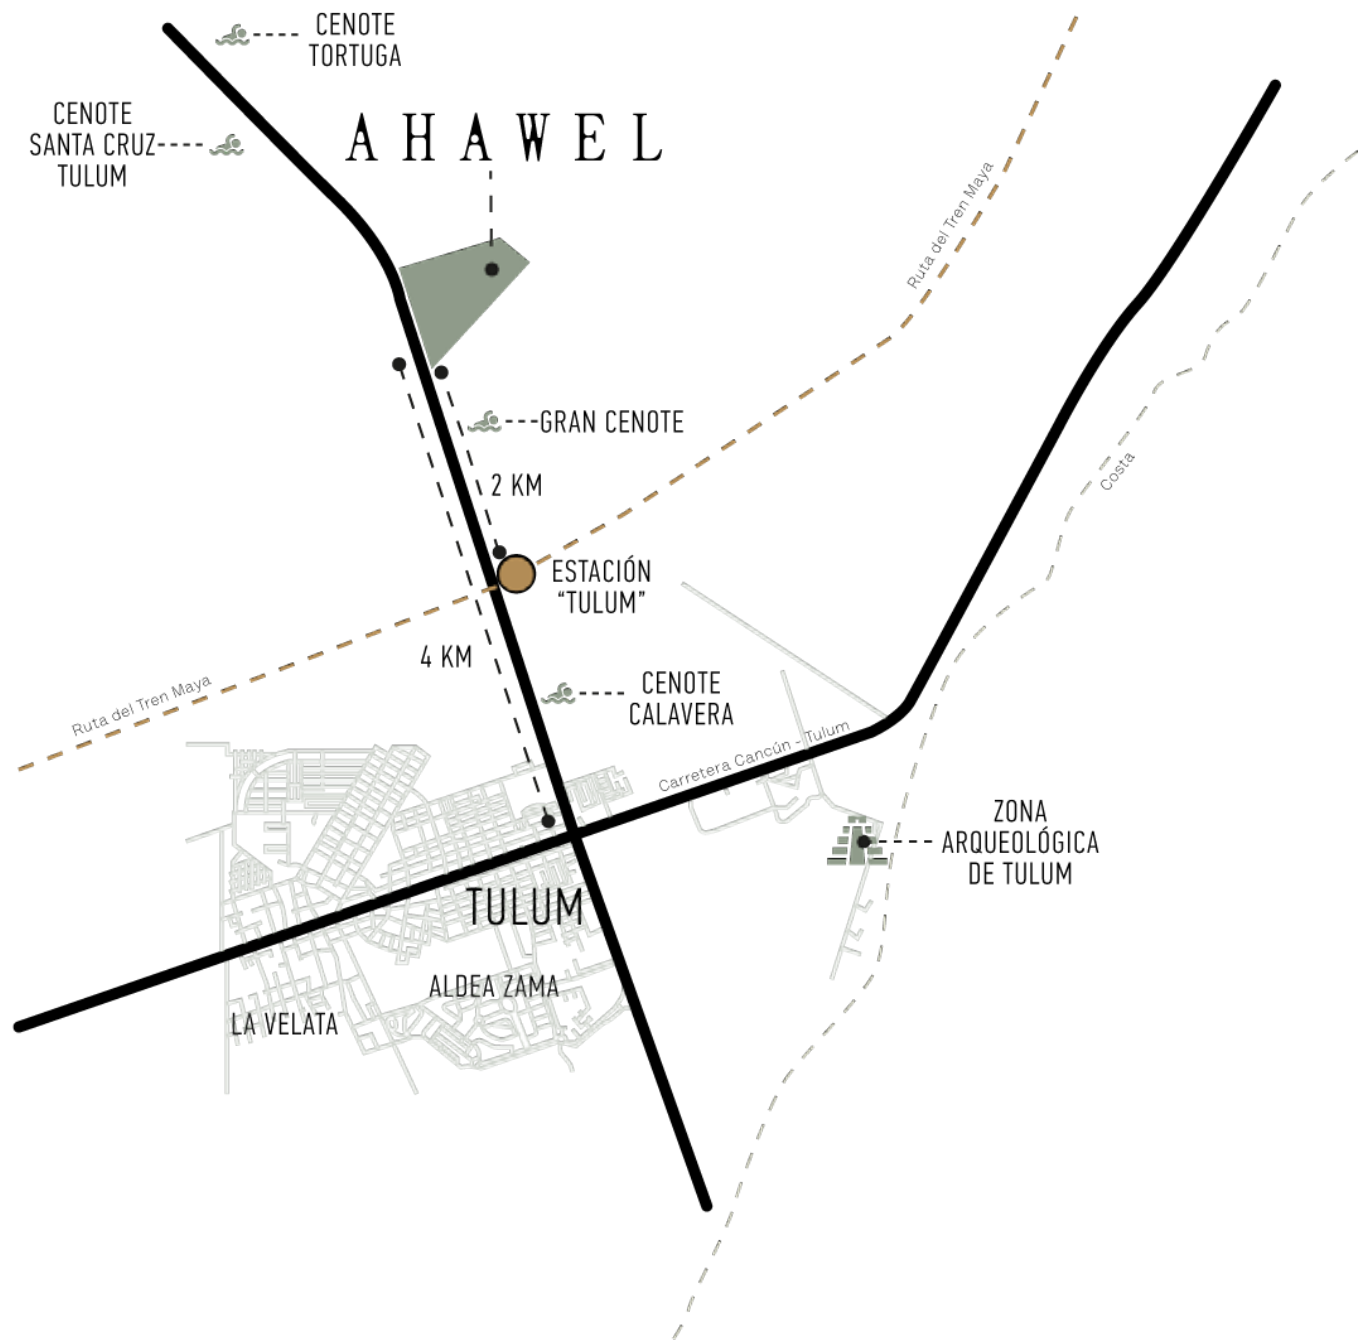 CENOTE
TORTUGA
CENOTE
SANTA CRUZ
TULUM
AHAWEL
Ruta del Tren Maya
GRAN CENOTE
Costa
2 KM
ESTACIÓN
“TULUM”
4 KM
CENOTE
CALAVERA
Ruta del Tren Maya
Carretera Cancún - Tulum
ZONA
ARQUEOLÓGICA
DE TULUM
TULUM
ALDEA ZAMA
LA VELATA